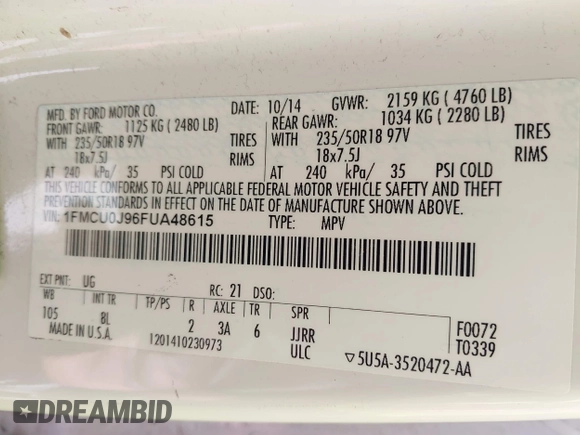 MFD. BY FORD MOTOR CO. DATE: 10/14 GVWR: 2159 KG ( 4760 LB)
FRONT GAWR: 1125 KG ( 2480 LB) REAR GAWR: 1034 KG ( 2280 LB)
WITH 235/50R18 97V TIRES WITH 235/50R18 97V TIRES
18x7.5J RIMS 18x7.5J RIMS
AT 240 kPa/ 35 PSI COLD AT 240 kPa/ 35 PSI COLD
THIS VEHICLE CONFORMS TO ALL APPLICABLE FEDERAL MOTOR VEHICLE SAFETY AND THEFT
PREVENTION STANDARDS IN EFFECT ON THE DATE OF MANUFACTURE SHOWN ABOVE.
VIN: 1FMCU0J96FUA48615 TYPE: MPV
EXT PNT: UG RC: 21 DSO:
WB INT TR TP/PS R AXLE TR SPR
105 8L 2 3A 6 JJRR F0072
MADE IN U.S.A. 1201410230973 ULC T0339
▽5U5A-3520472-AA
DREAMBID